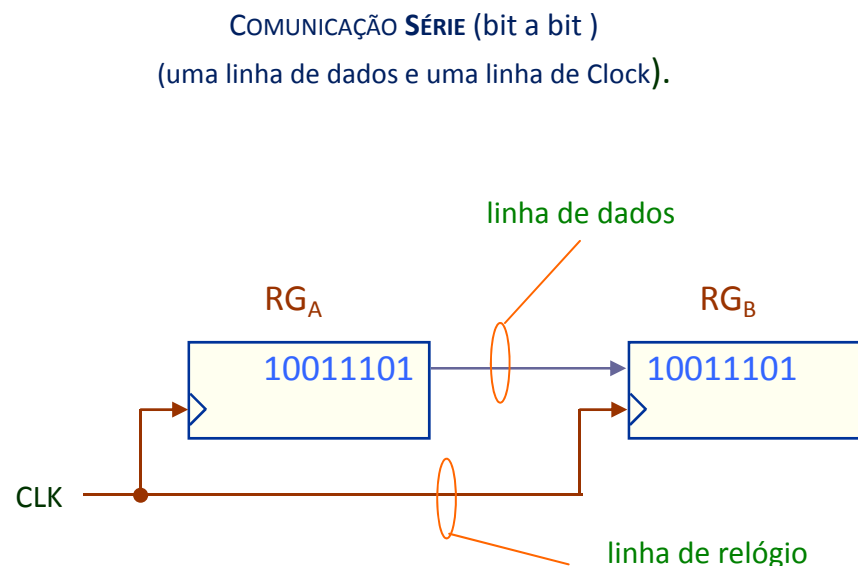 COMUNICAÇÃO SÉRIE (bit a bit )
(uma linha de dados e uma linha de Clock).
linha de dados
RGA
RGB
10011101
10011101
CLK
linha de relógio